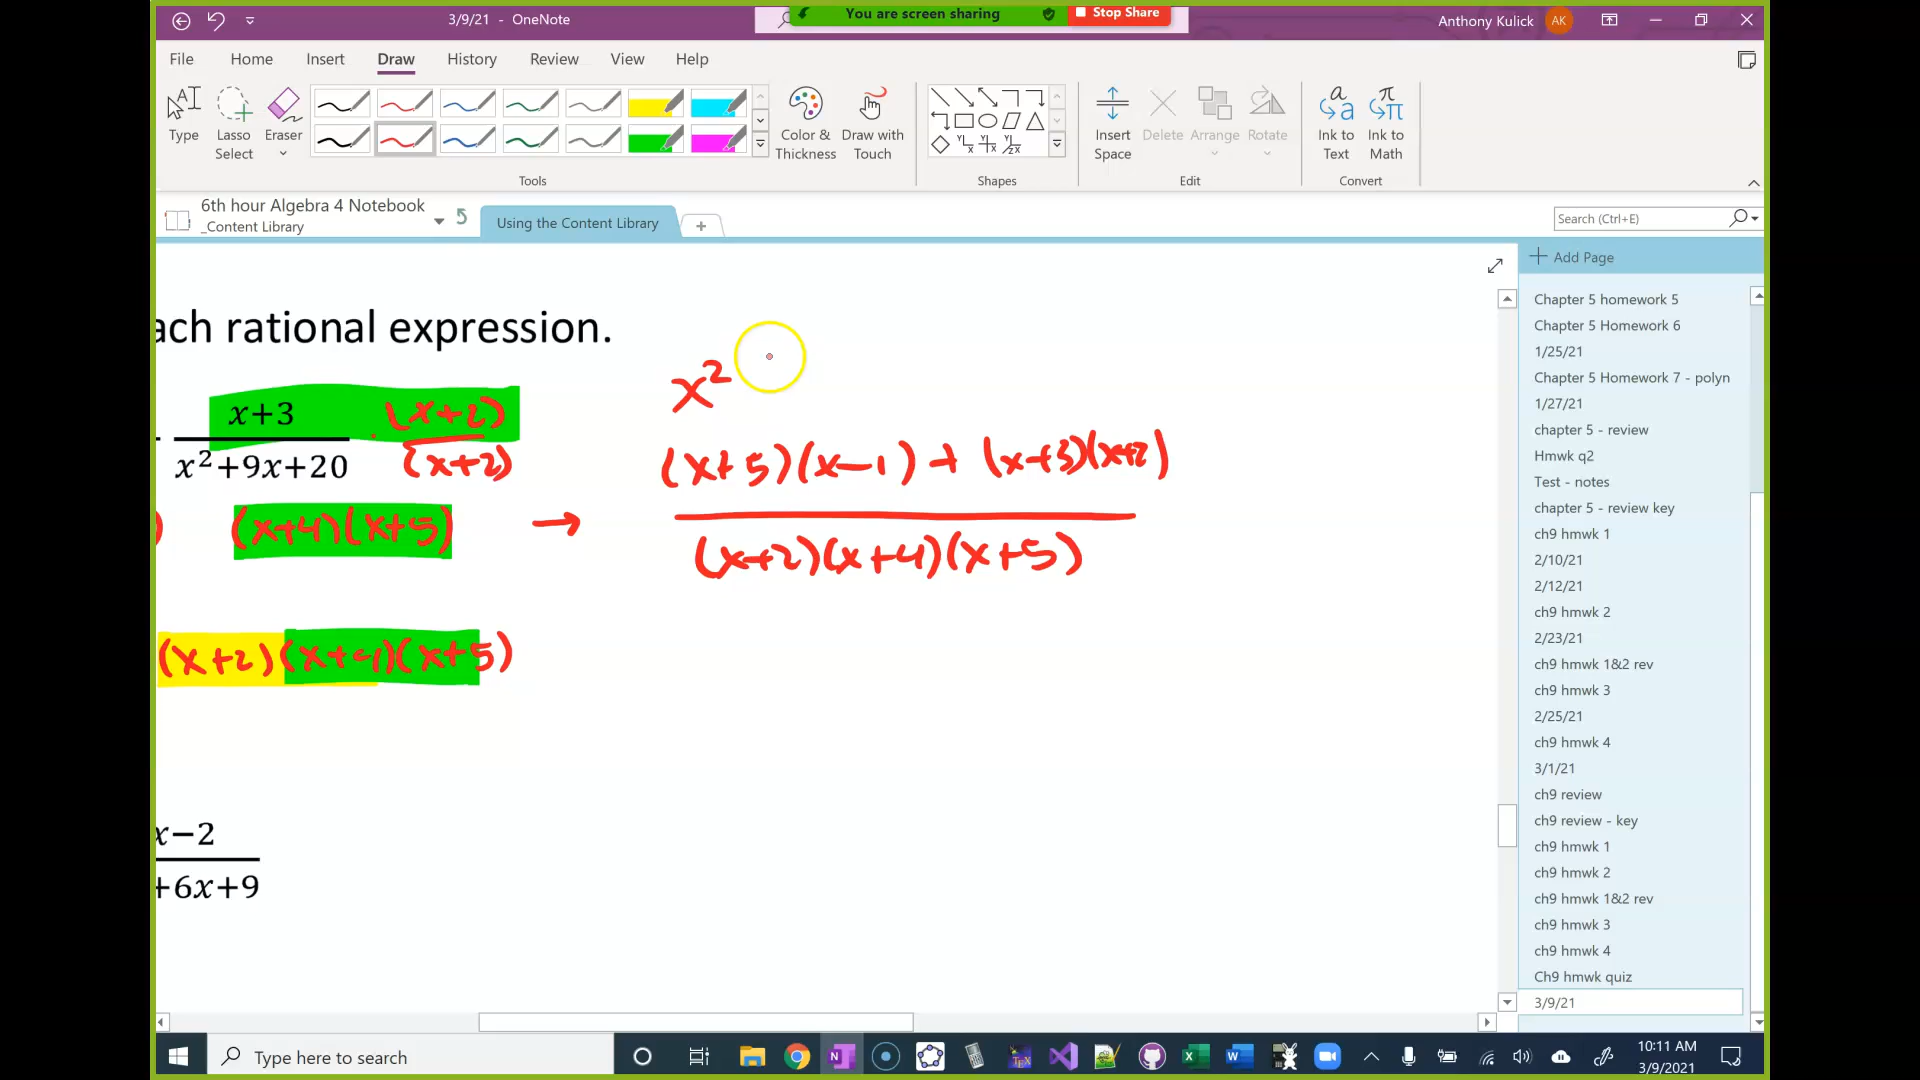 3/9/21 - OneNote
You are screen sharing
Stop Share
Anthony Kulick
AK
File Home Insert Draw History Review View Help
Type
Lasso Select
Eraser
Color & Thickness
Draw with Touch
Insert Space
Delete
Arrange
Rotate
Ink to Text
Ink to Math
Tools
Shapes
Edit
Convert
6th hour Algebra 4 Notebook
_Content Library
Using the Content Library
Search (Ctrl+E)
Add Page
Chapter 5 homework 5
Chapter 5 Homework 6
1/25/21
Chapter 5 Homework 7 - polyn
1/27/21
chapter 5 - review
Hmwk q2
Test - notes
chapter 5 - review key
ch9 hmwk 1
2/10/21
2/12/21
ch9 hmwk 2
2/23/21
ch9 hmwk 1&2 rev
ch9 hmwk 3
2/25/21
ch9 hmwk 4
3/1/21
ch9 review
ch9 review - key
ch9 hmwk 1
ch9 hmwk 2
ch9 hmwk 1&2 rev
ch9 hmwk 3
ch9 hmwk 4
Ch9 hmwk quiz
3/9/21
ach rational expression.
x+3 · (x+2)
x²+9x+20 (x+2)
) (x+4)(x+5) →
(x+2)(x+4)(x+5)
x²
(x+5)(x-1) + (x+3)(x+2)
(x+2)(x+4)(x+5)
x−2
+6x+9
Type here to search
10:11 AM
3/9/2021